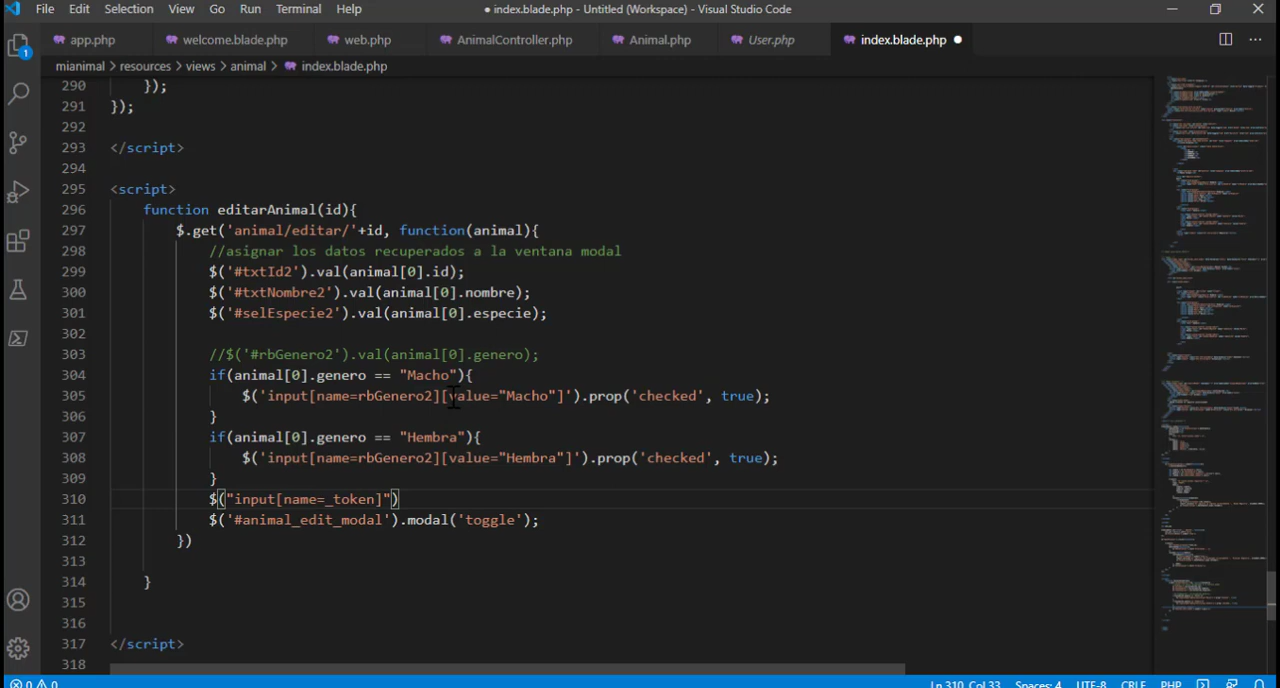 File Edit Selection View Go Run Terminal Help
● index.blade.php - Untitled (Workspace) - Visual Studio Code
app.php welcome.blade.php web.php AnimalController.php Animal.php User.php index.blade.php
mianimal > resources > views > animal > index.blade.php
1
290 });
291 });
292
293 </script>
294
295 <script>
296 function editarAnimal(id){
297 $.get('animal/editar/'+id, function(animal){
298 //asignar los datos recuperados a la ventana modal
299 $('#txtId2').val(animal[0].id);
300 $('#txtNombre2').val(animal[0].nombre);
301 $('#selEspecie2').val(animal[0].especie);
302
303 //$('#rbGenero2').val(animal[0].genero);
304 if(animal[0].genero == "Macho"){
305 $('input[name=rbGenero2][value="Macho"]').prop('checked', true);
306 }
307 if(animal[0].genero == "Hembra"){
308 $('input[name=rbGenero2][value="Hembra"]').prop('checked', true);
309 }
310 $("input[name=_token]")
311 $('#animal_edit_modal').modal('toggle');
312 })
313
314 }
315
316
317 </script>
318
0 0 Ln 310, Col 33 Spaces: 4 UTF-8 CRLF PHP